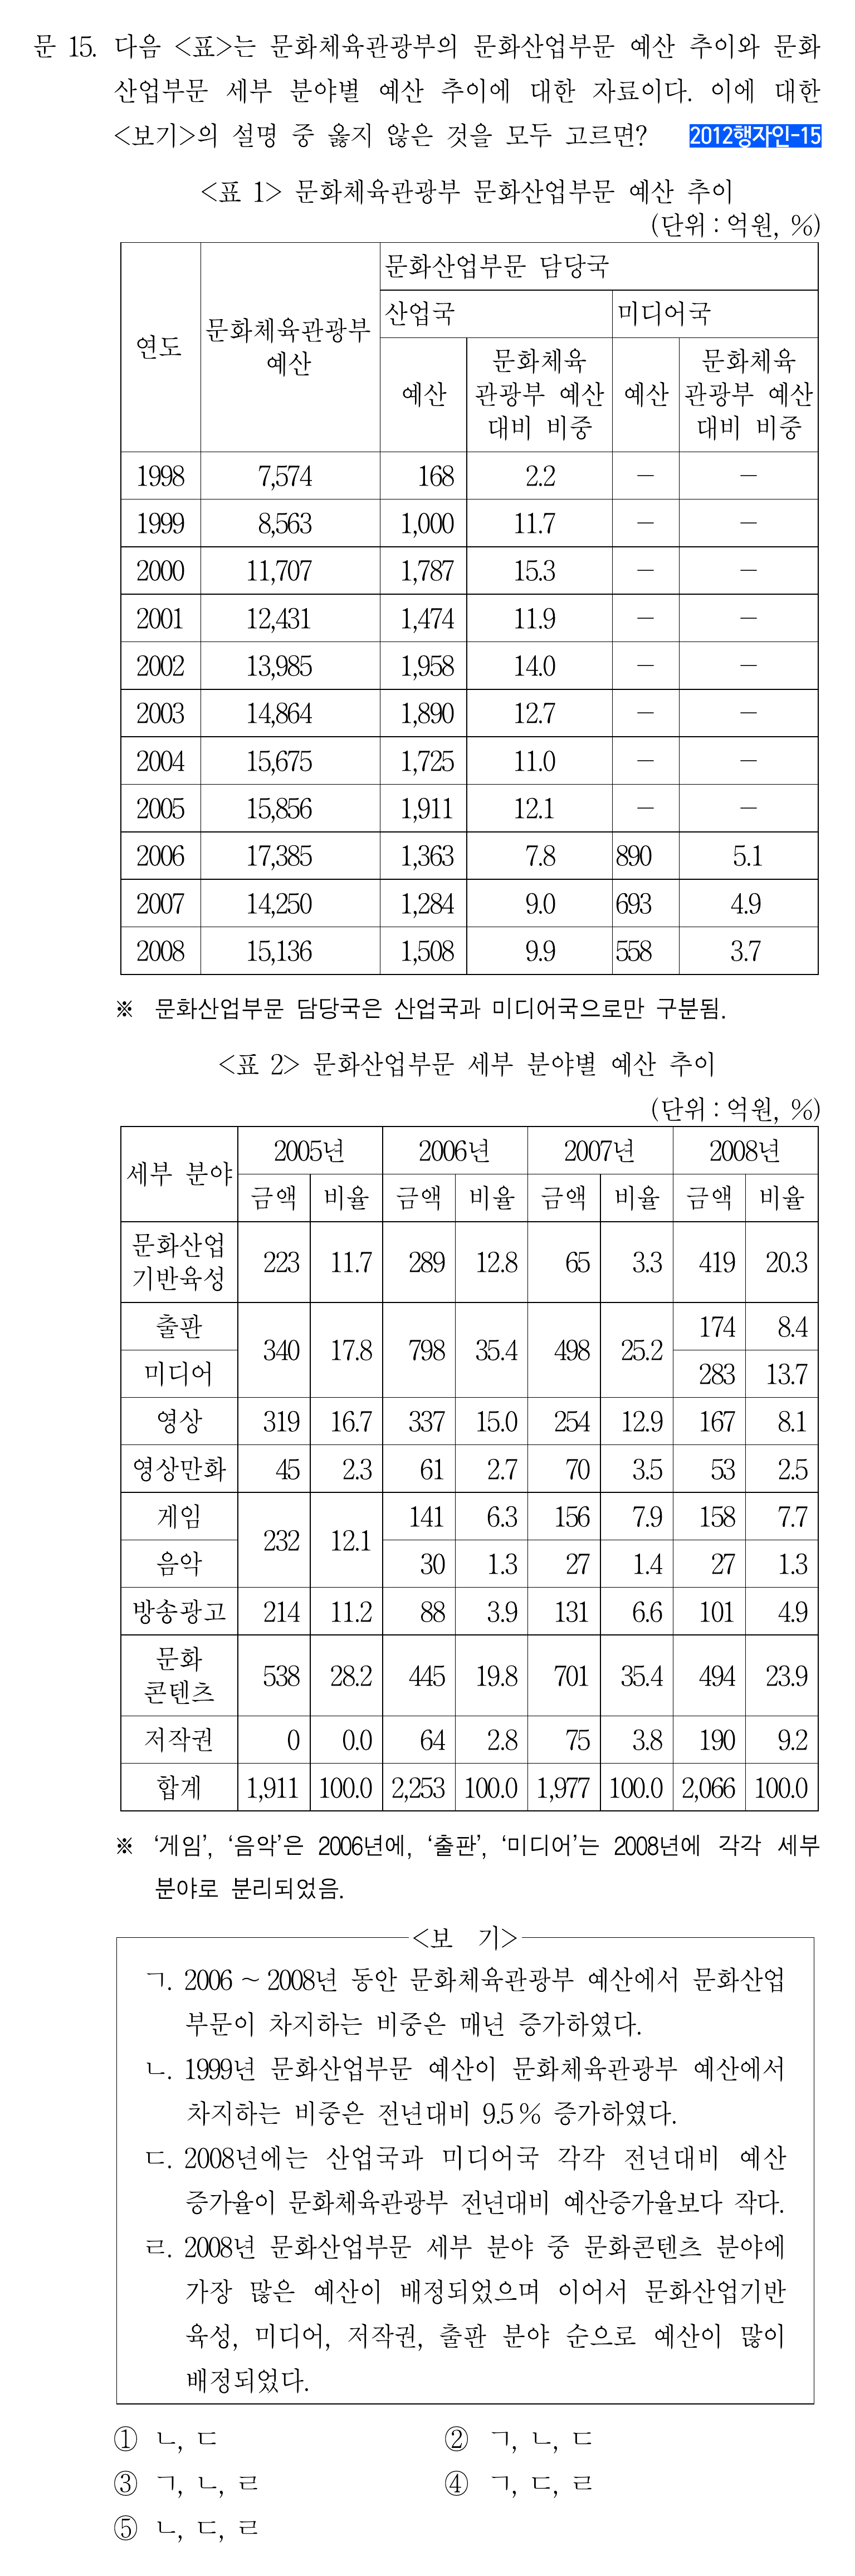 문 15. 다음 <표>는 문화체육관광부의 문화산업부문 예산 추이와 문화
산업부문 세부 분야별 예산 추이에 대한 자료이다. 이에 대한
<보기>의 설명 중 옳지 않은 것을 모두 고르면? 2012행자인-15
<표 1> 문화체육관광부 문화산업부문 예산 추이
(단위 : 억원, %)
연도 문화체육관광부 예산 문화산업부문 담당국
산업국 미디어국
예산 문화체육 관광부 예산 대비 비중 예산 문화체육 관광부 예산 대비 비중
1998 7,574 168 2.2 － －
1999 8,563 1,000 11.7 － －
2000 11,707 1,787 15.3 － －
2001 12,431 1,474 11.9 － －
2002 13,985 1,958 14.0 － －
2003 14,864 1,890 12.7 － －
2004 15,675 1,725 11.0 － －
2005 15,856 1,911 12.1 － －
2006 17,385 1,363 7.8 890 5.1
2007 14,250 1,284 9.0 693 4.9
2008 15,136 1,508 9.9 558 3.7
※ 문화산업부문 담당국은 산업국과 미디어국으로만 구분됨.
<표 2> 문화산업부문 세부 분야별 예산 추이
(단위 : 억원, %)
세부 분야 2005년 2006년 2007년 2008년
금액 비율 금액 비율 금액 비율 금액 비율
문화산업 기반육성 223 11.7 289 12.8 65 3.3 419 20.3
출판 340 17.8 798 35.4 498 25.2 174 8.4
미디어 283 13.7
영상 319 16.7 337 15.0 254 12.9 167 8.1
영상만화 45 2.3 61 2.7 70 3.5 53 2.5
게임 232 12.1 141 6.3 156 7.9 158 7.7
음악 30 1.3 27 1.4 27 1.3
방송광고 214 11.2 88 3.9 131 6.6 101 4.9
문화 콘텐츠 538 28.2 445 19.8 701 35.4 494 23.9
저작권 0 0.0 64 2.8 75 3.8 190 9.2
합계 1,911 100.0 2,253 100.0 1,977 100.0 2,066 100.0
※ ‘게임’, ‘음악’은 2006년에, ‘출판’, ‘미디어’는 2008년에 각각 세부
분야로 분리되었음.
<보 기>
ㄱ. 2006 ~ 2008년 동안 문화체육관광부 예산에서 문화산업
부문이 차지하는 비중은 매년 증가하였다.
ㄴ. 1999년 문화산업부문 예산이 문화체육관광부 예산에서
차지하는 비중은 전년대비 9.5 % 증가하였다.
ㄷ. 2008년에는 산업국과 미디어국 각각 전년대비 예산
증가율이 문화체육관광부 전년대비 예산증가율보다 작다.
ㄹ. 2008년 문화산업부문 세부 분야 중 문화콘텐츠 분야에
가장 많은 예산이 배정되었으며 이어서 문화산업기반
육성, 미디어, 저작권, 출판 분야 순으로 예산이 많이
배정되었다.
① ㄴ, ㄷ ② ㄱ, ㄴ, ㄷ
③ ㄱ, ㄴ, ㄹ ④ ㄱ, ㄷ, ㄹ
⑤ ㄴ, ㄷ, ㄹ